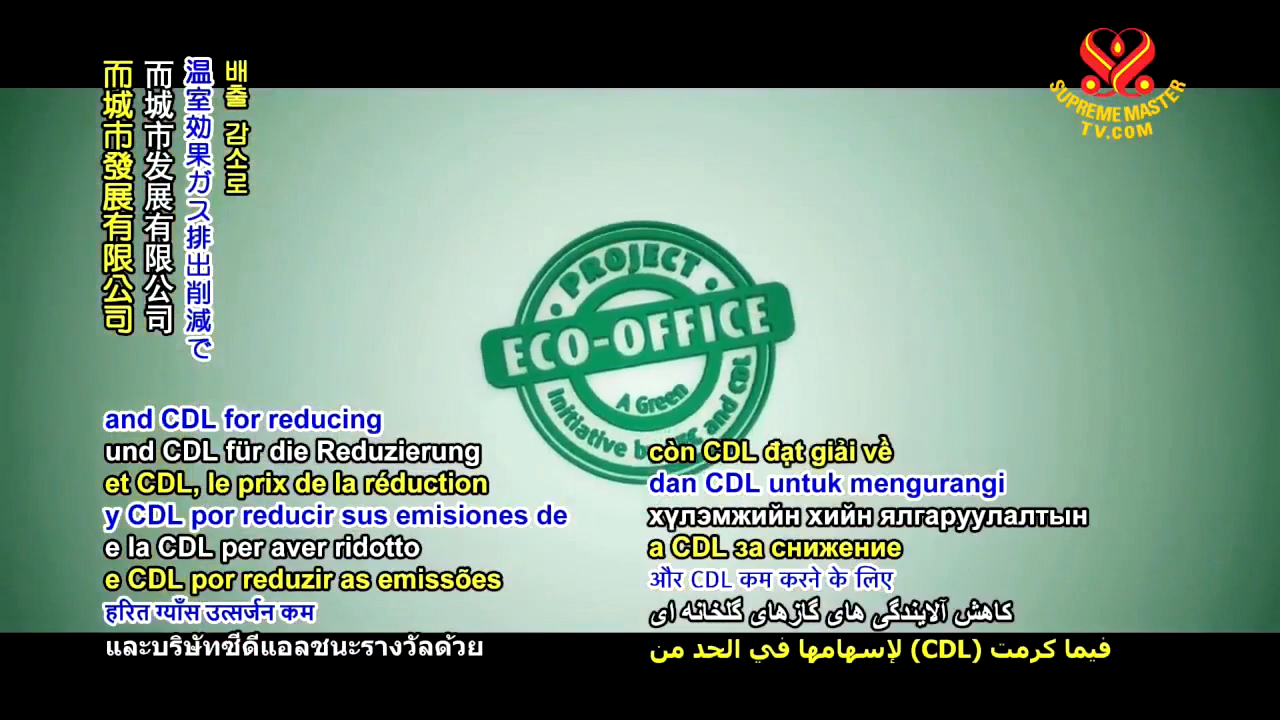 SUPREME MASTER
TV.COM
배출 감소로
温室効果ガス排出削減で
而城市发展有限公司
而城市發展有限公司
PROJECT
ECO-OFFICE
A Green
Initiative by and CDL
and CDL for reducing
und CDL für die Reduzierung
et CDL, le prix de la réduction
y CDL por reducir sus emisiones de
e la CDL per aver ridotto
e CDL por reduzir as emissões
हरित ग्याँस उत्सर्जन कम
และบริษัทซีดีแอลชนะรางวัลด้วย
còn CDL đạt giải về
dan CDL untuk mengurangi
хүлэмжийн хийн ялгаруулалтын
а CDL за снижение
और CDL कम करने के लिए
کاهش آلایندگی های گازهای گلخانه ای
فيما كرمت (CDL) لإسهامها في الحد من